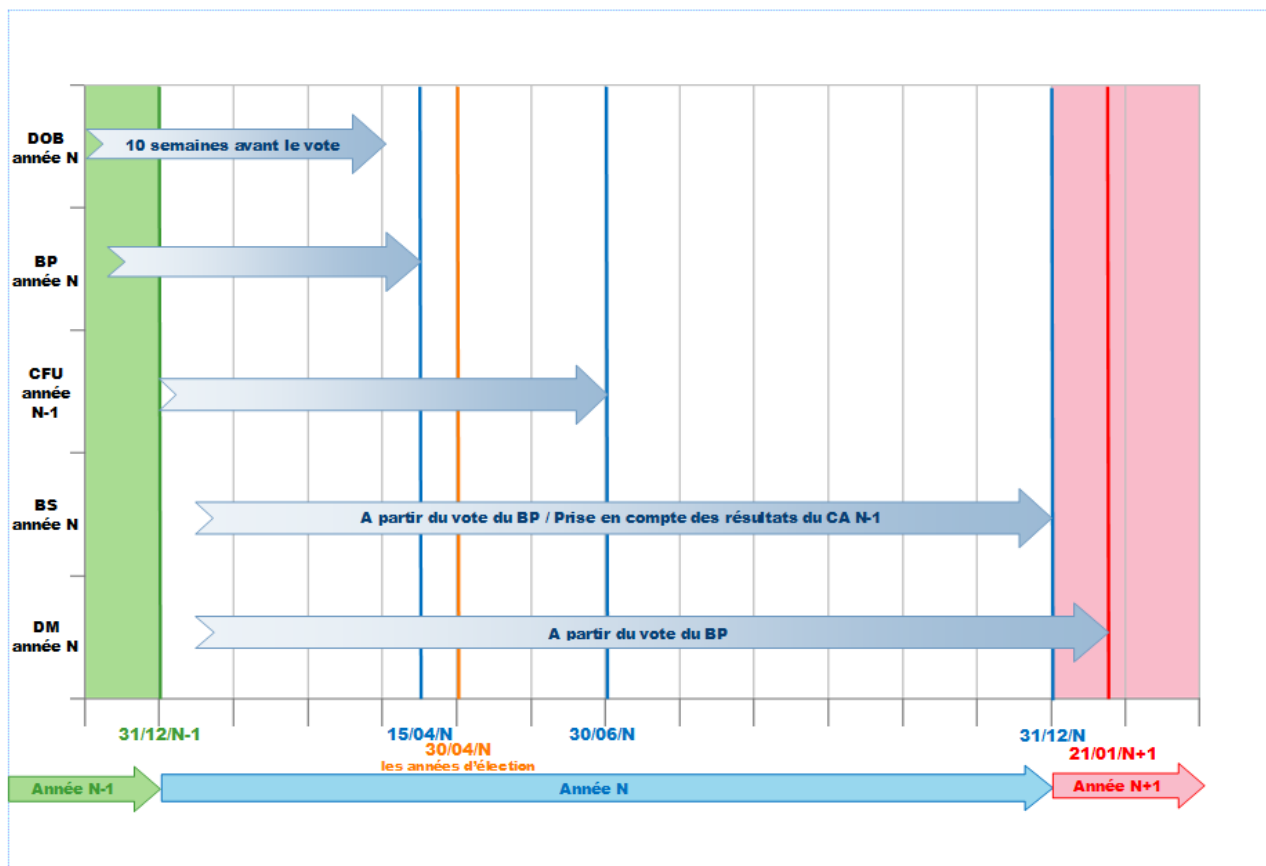 DOB
année N
10 semaines avant le vote
BP
année N
CFU
année
N-1
BS
année N
A partir du vote du BP / Prise en compte des résultats du CA N-1
DM
année N
A partir du vote du BP
31/12/N-1
15/04/N
30/06/N
31/12/N
30/04/N
les années d'élection
21/01/N+1
Année N-1
Année N
Année N+1